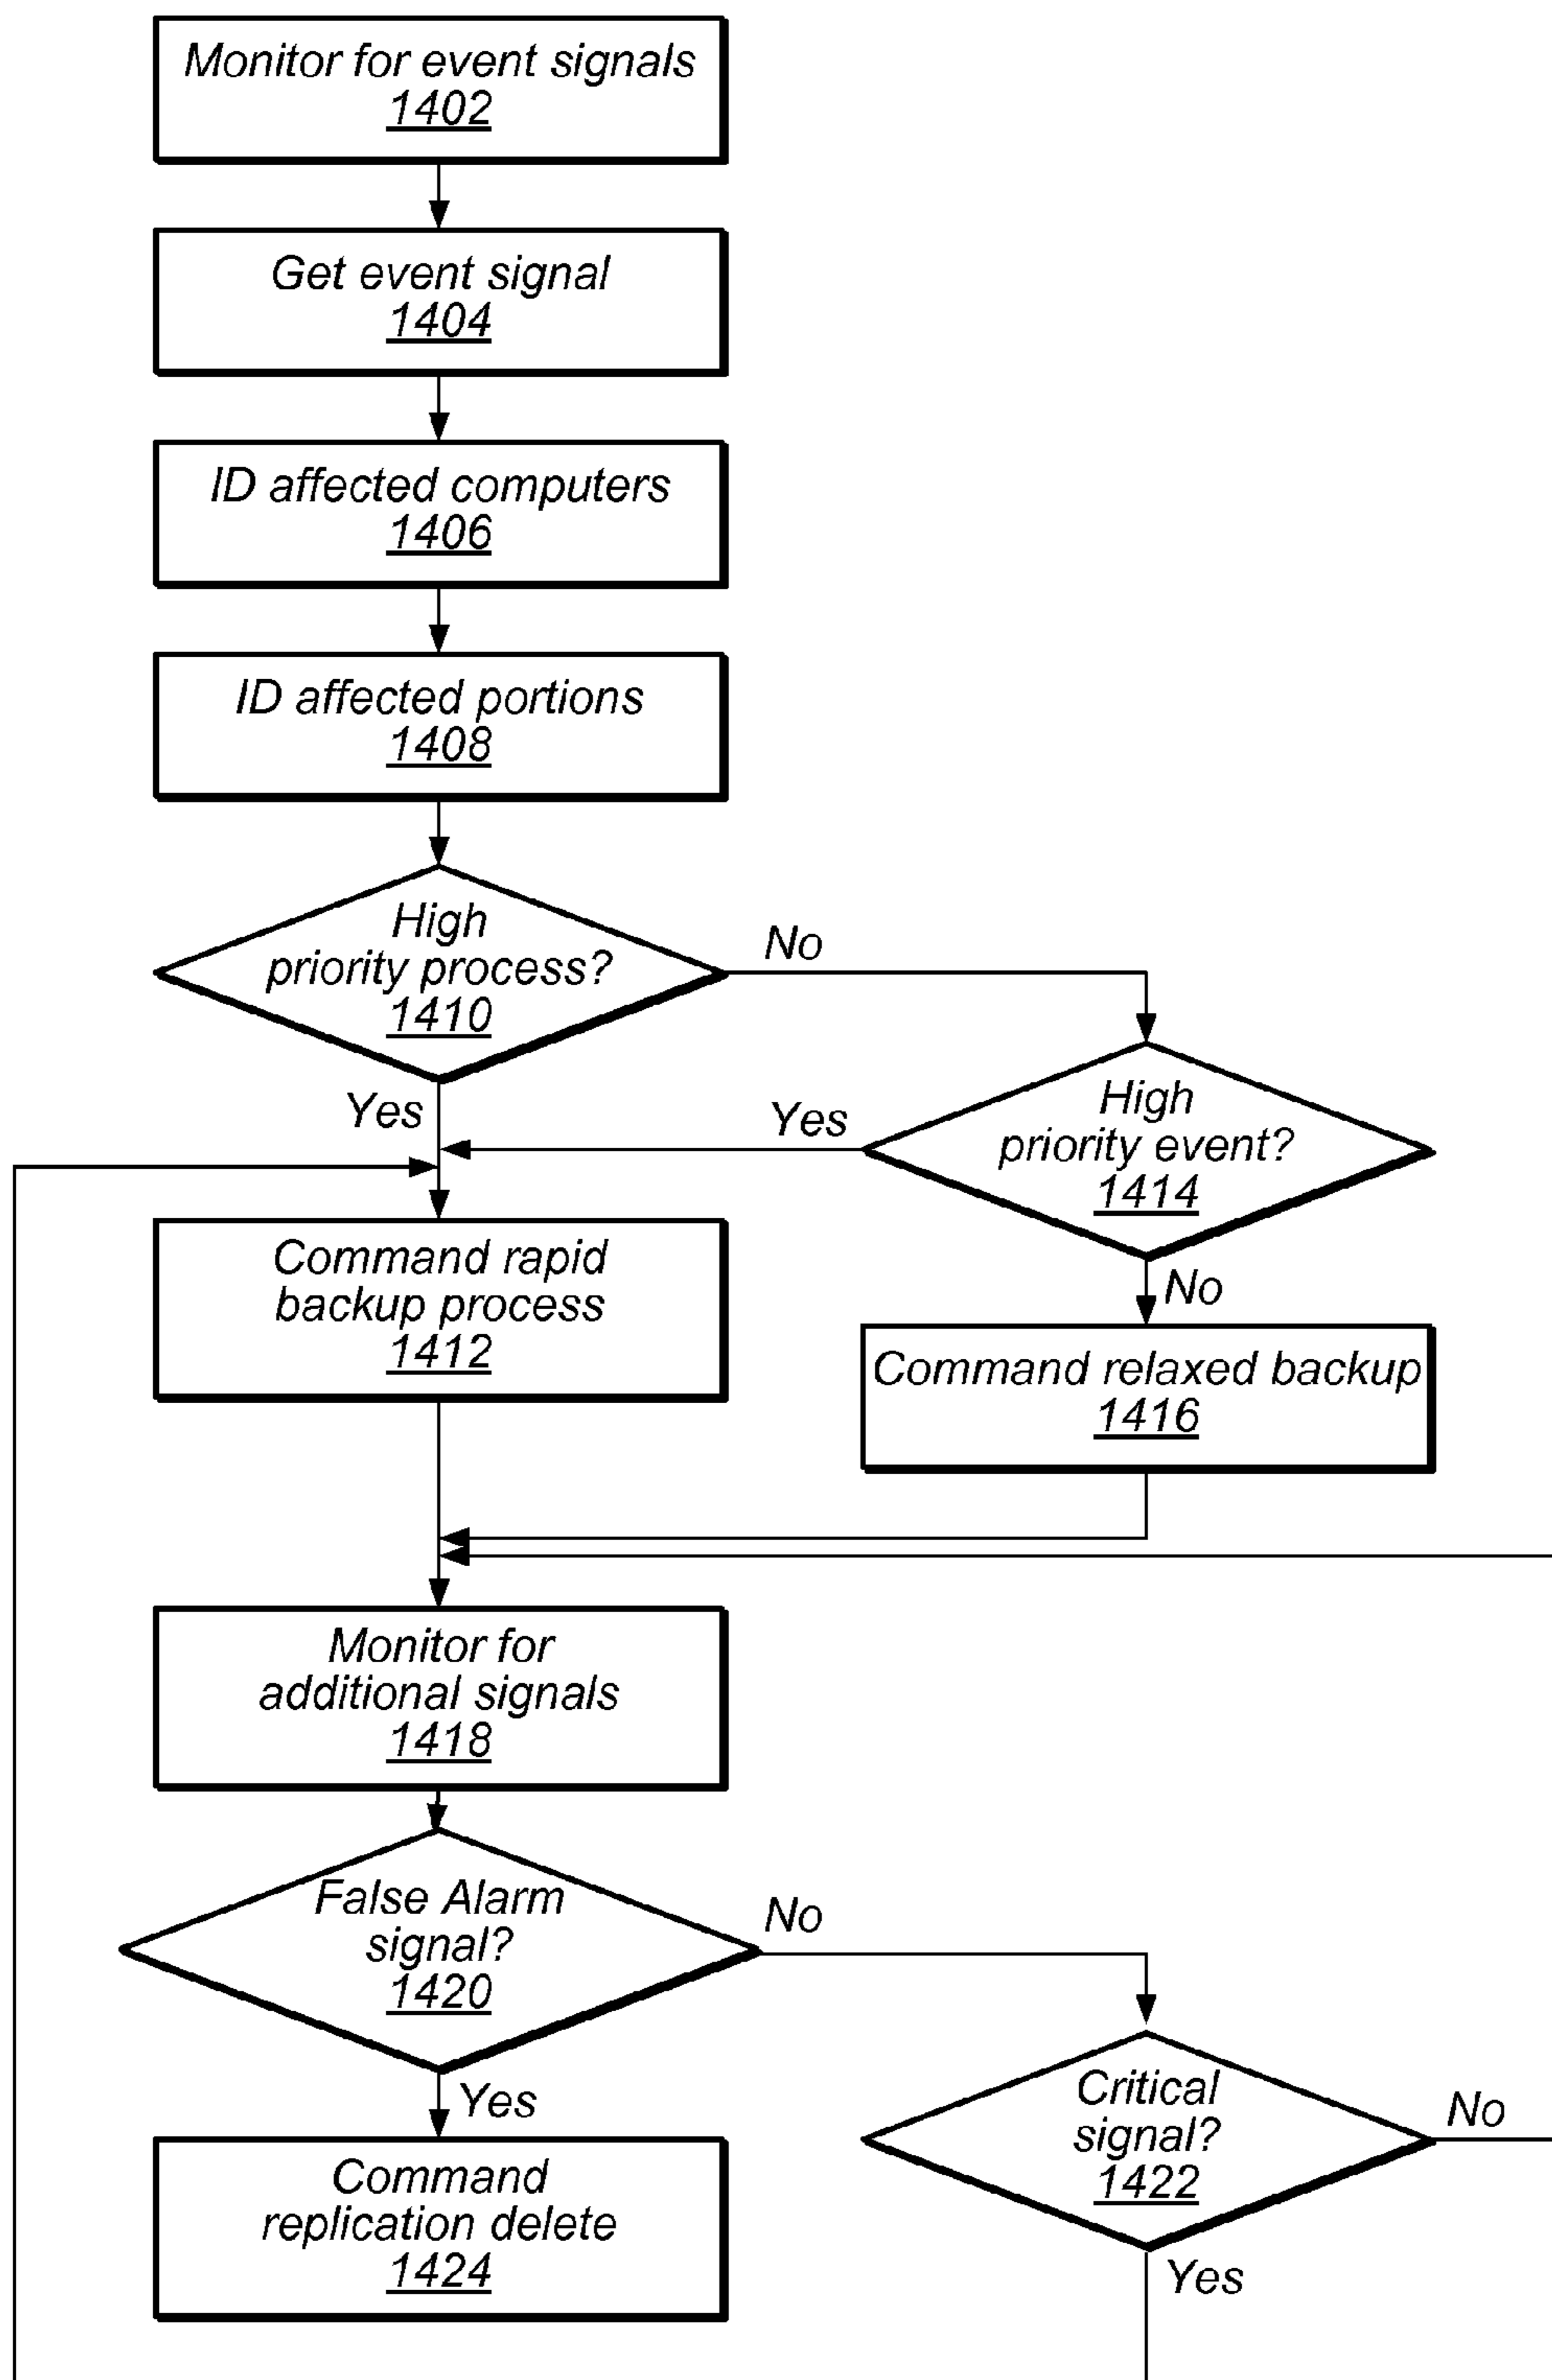 Monitor for event signals
1402
Get event signal
1404
ID affected computers
1406
ID affected portions
1408
High
priority process?
1410
No
Yes
High
priority event?
1414
Yes
No
Command rapid
backup process
1412
Command relaxed backup
1416
Monitor for
additional signals
1418
False Alarm
signal?
1420
No
Yes
Critical
signal?
1422
No
Yes
Command
replication delete
1424